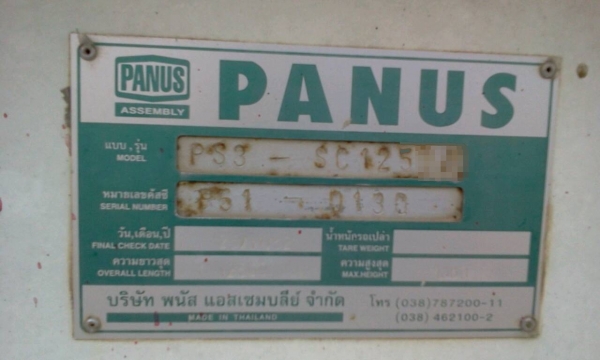 PANUS
ASSEMBLY
PANUS
แบบ, รุ่น
MODEL
PS3 - SC125
หมายเลขคัสซี
SERIAL NUMBER
วัน,เดือน,ปี
FINAL CHECK DATE
น้ำหนักรถเปล่า
TARE WEIGHT
ความยาวสุด
OVERALL LENGTH
ความสูงสุด
MAX.HEIGHT
บริษัท พนัส แอสเซมบลีย์ จำกัด
MADE IN THAILAND
โทร (038)787200-11
(038) 462100-2